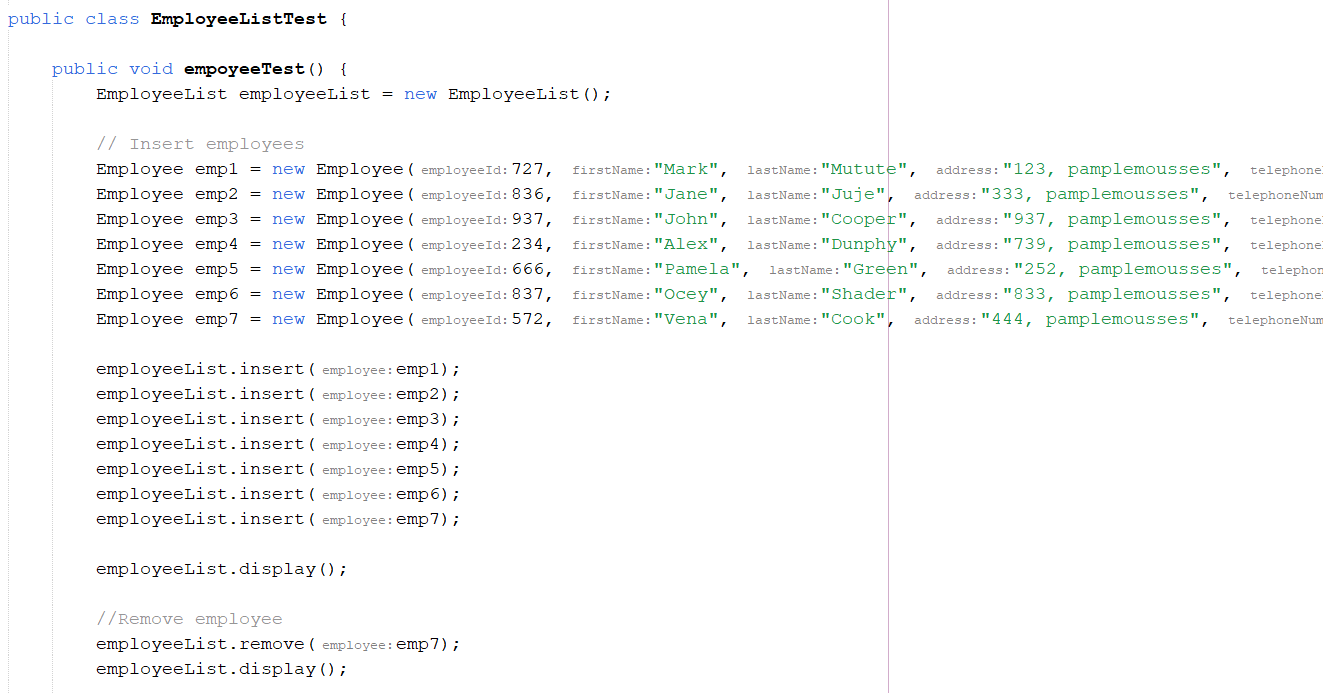 public class EmployeeListTest {
public void empoyeeTest() {
EmployeeList employeeList = new EmployeeList();
// Insert employees
Employee emp1 = new Employee( employeeId: 727, firstName: "Mark", lastName: "Mutute", address: "123, pamplemousses", telephone
Employee emp2 = new Employee( employeeId: 836, firstName: "Jane", lastName: "Juje", address: "333, pamplemousses", telephoneNum
Employee emp3 = new Employee( employeeId: 937, firstName: "John", lastName: "Cooper", address: "937, pamplemousses", telephone
Employee emp4 = new Employee( employeeId: 234, firstName: "Alex", lastName: "Dunphy", address: "739, pamplemousses", telephone
Employee emp5 = new Employee( employeeId: 666, firstName: "Pamela", lastName: "Green", address: "252, pamplemousses", telephon
Employee emp6 = new Employee( employeeId: 837, firstName: "Ocey", lastName: "Shader", address: "833, pamplemousses", telephone
Employee emp7 = new Employee( employeeId: 572, firstName: "Vena", lastName: "Cook", address: "444, pamplemousses", telephoneNum
employeeList.insert( employee: emp1);
employeeList.insert( employee: emp2);
employeeList.insert( employee: emp3);
employeeList.insert( employee: emp4);
employeeList.insert( employee: emp5);
employeeList.insert( employee: emp6);
employeeList.insert( employee: emp7);
employeeList.display();
//Remove employee
employeeList.remove( employee: emp7);
employeeList.display();